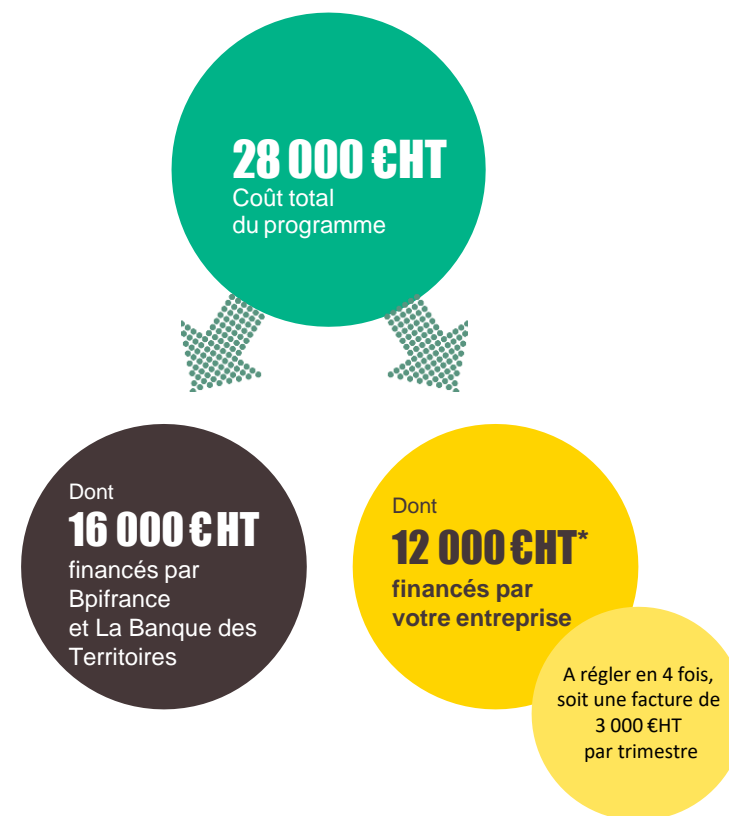 28 000 €HT
Coût total
du programme
Dont
16 000 € HT
financés par
Bpifrance
et La Banque des
Territoires
Dont
12 000 €HT*
financés par
votre entreprise
A régler en 4 fois,
soit une facture de
3 000 €HT
par trimestre